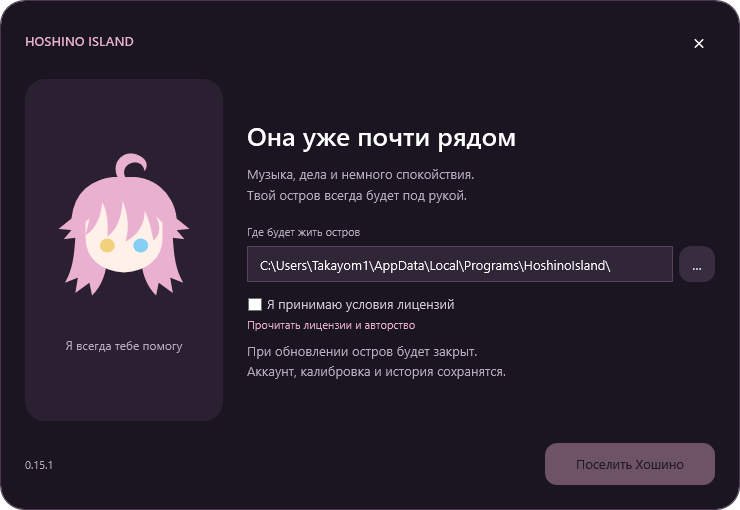 HOSHINO ISLAND
Она уже почти рядом
Музыка, дела и немного спокойствия.
Твой остров всегда будет под рукой.
Где будет жить остров
C:\Users\Takayom1\AppData\Local\Programs\HoshinoIsland\
...
Я принимаю условия лицензий
Прочитать лицензии и авторство
Я всегда тебе помогу
При обновлении остров будет закрыт.
Аккаунт, калибровка и история сохранятся.
0.15.1
Поселить Хошино